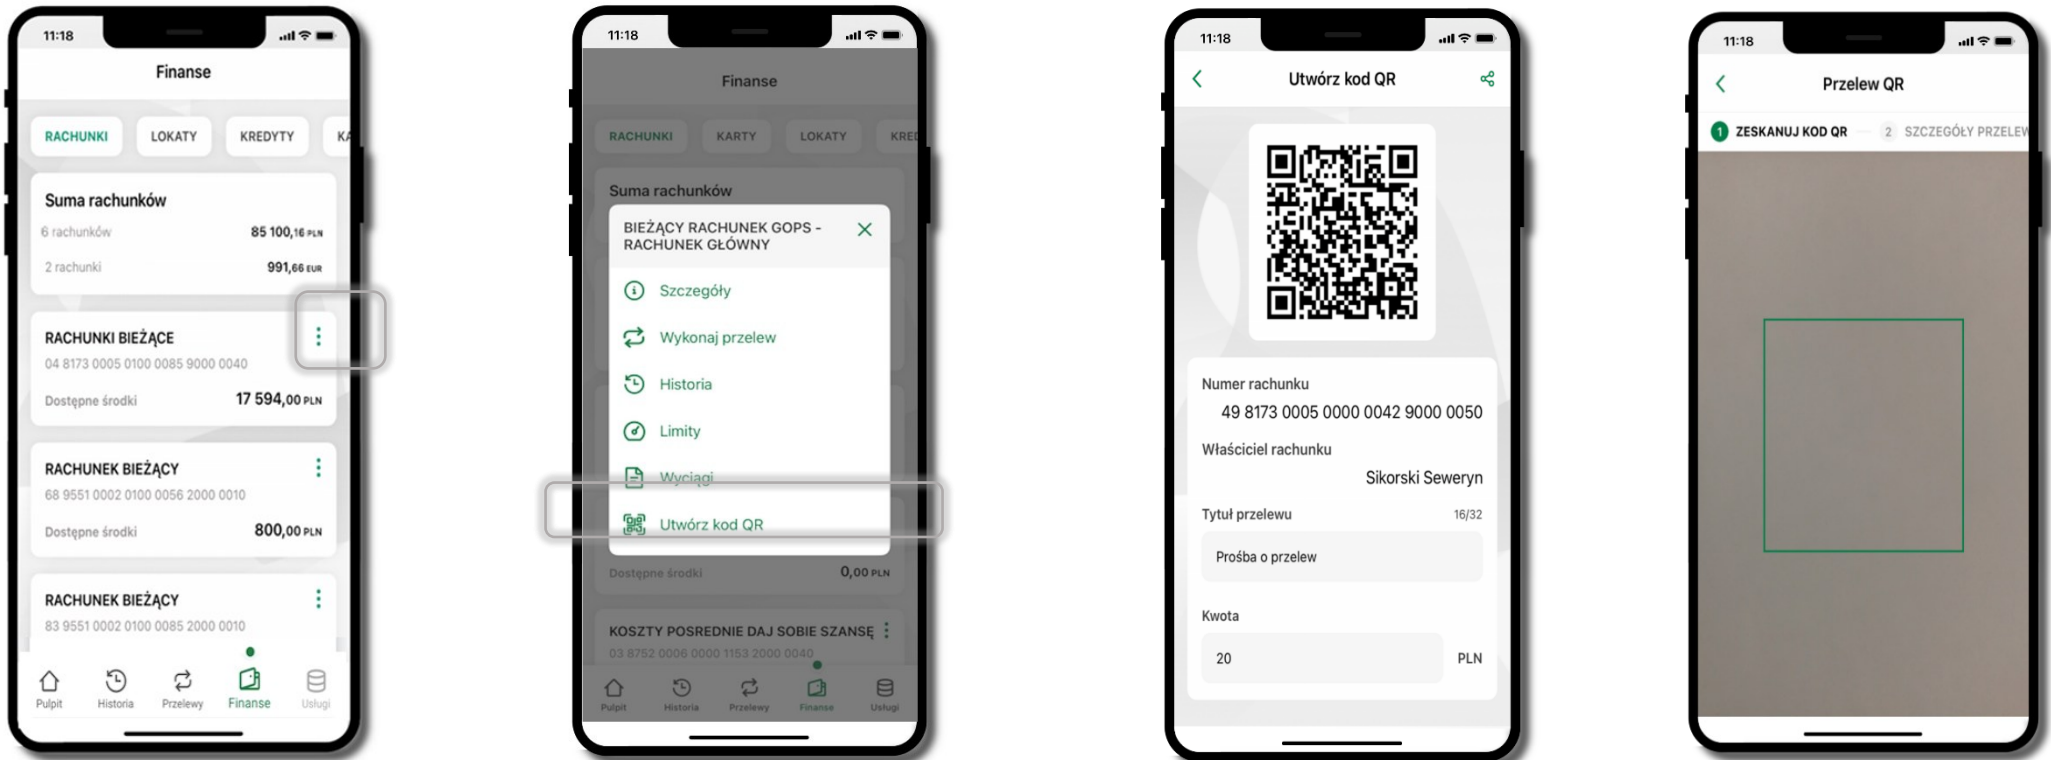 11:18
Finanse
RACHUNKI LOKATY KREDYTY KA
Suma rachunków
6 rachunków 85 100,16 PLN
2 rachunki 991,66 EUR
RACHUNKI BIEŻĄCE
04 8173 0005 0100 0085 9000 0040
Dostępne środki 17 594,00 PLN
RACHUNEK BIEŻĄCY
68 9551 0002 0100 0056 2000 0010
Dostępne środki 800,00 PLN
RACHUNEK BIEŻĄCY
83 9551 0002 0100 0085 2000 0010
Pulpit Historia Przelewy Finanse Usługi
11:18
Finanse
RACHUNKI KARTY LOKATY KRED
Suma rachunków
BIEŻĄCY RACHUNEK GOPS -
RACHUNEK GŁÓWNY
Szczegóły
Wykonaj przelew
Historia
Limity
Wyciągi
Utwórz kod QR
Dostępne środki 0,00 PLN
KOSZTY POSREDNIE DAJ SOBIE SZANSĘ
03 8752 0006 0000 1153 2000 0040
Pulpit Historia Przelewy Finanse Usługi
11:18
Utwórz kod QR
Numer rachunku
49 8173 0005 0000 0042 9000 0050
Właściciel rachunku
Sikorski Seweryn
Tytuł przelewu 16/32
Prośba o przelew
Kwota
20 PLN
11:18
Przelew QR
1 ZESKANUJ KOD QR 2 SZCZEGÓŁY PRZELEW